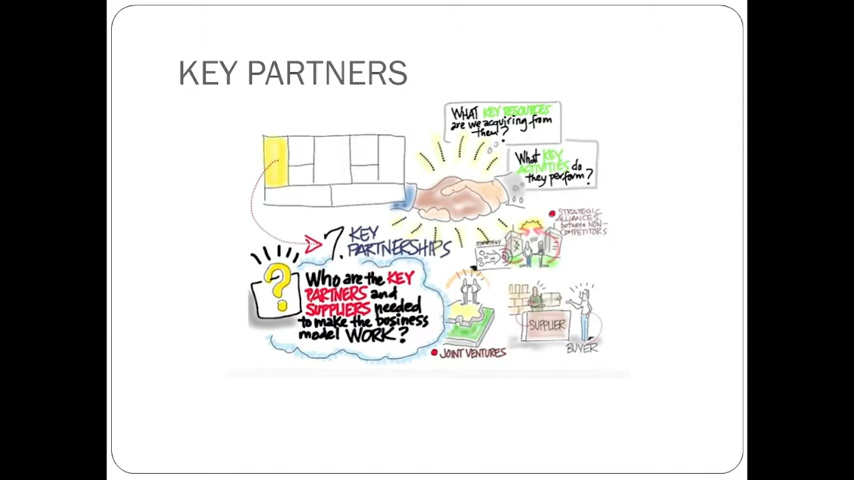 KEY PARTNERS
WHAT KEY RESOURCES
are we acquiring from
them?
What KEY
ACTIVITIES do
they perform?
STRATEGIC
ALLIANCES
between NON-
COMPETITORS
7. KEY
PARTNERSHIPS
WHO are the KEY
PARTNERS and
SUPPLIERS needed
to make the business
model WORK?
JOINT VENTURES
SUPPLIER
BUYER